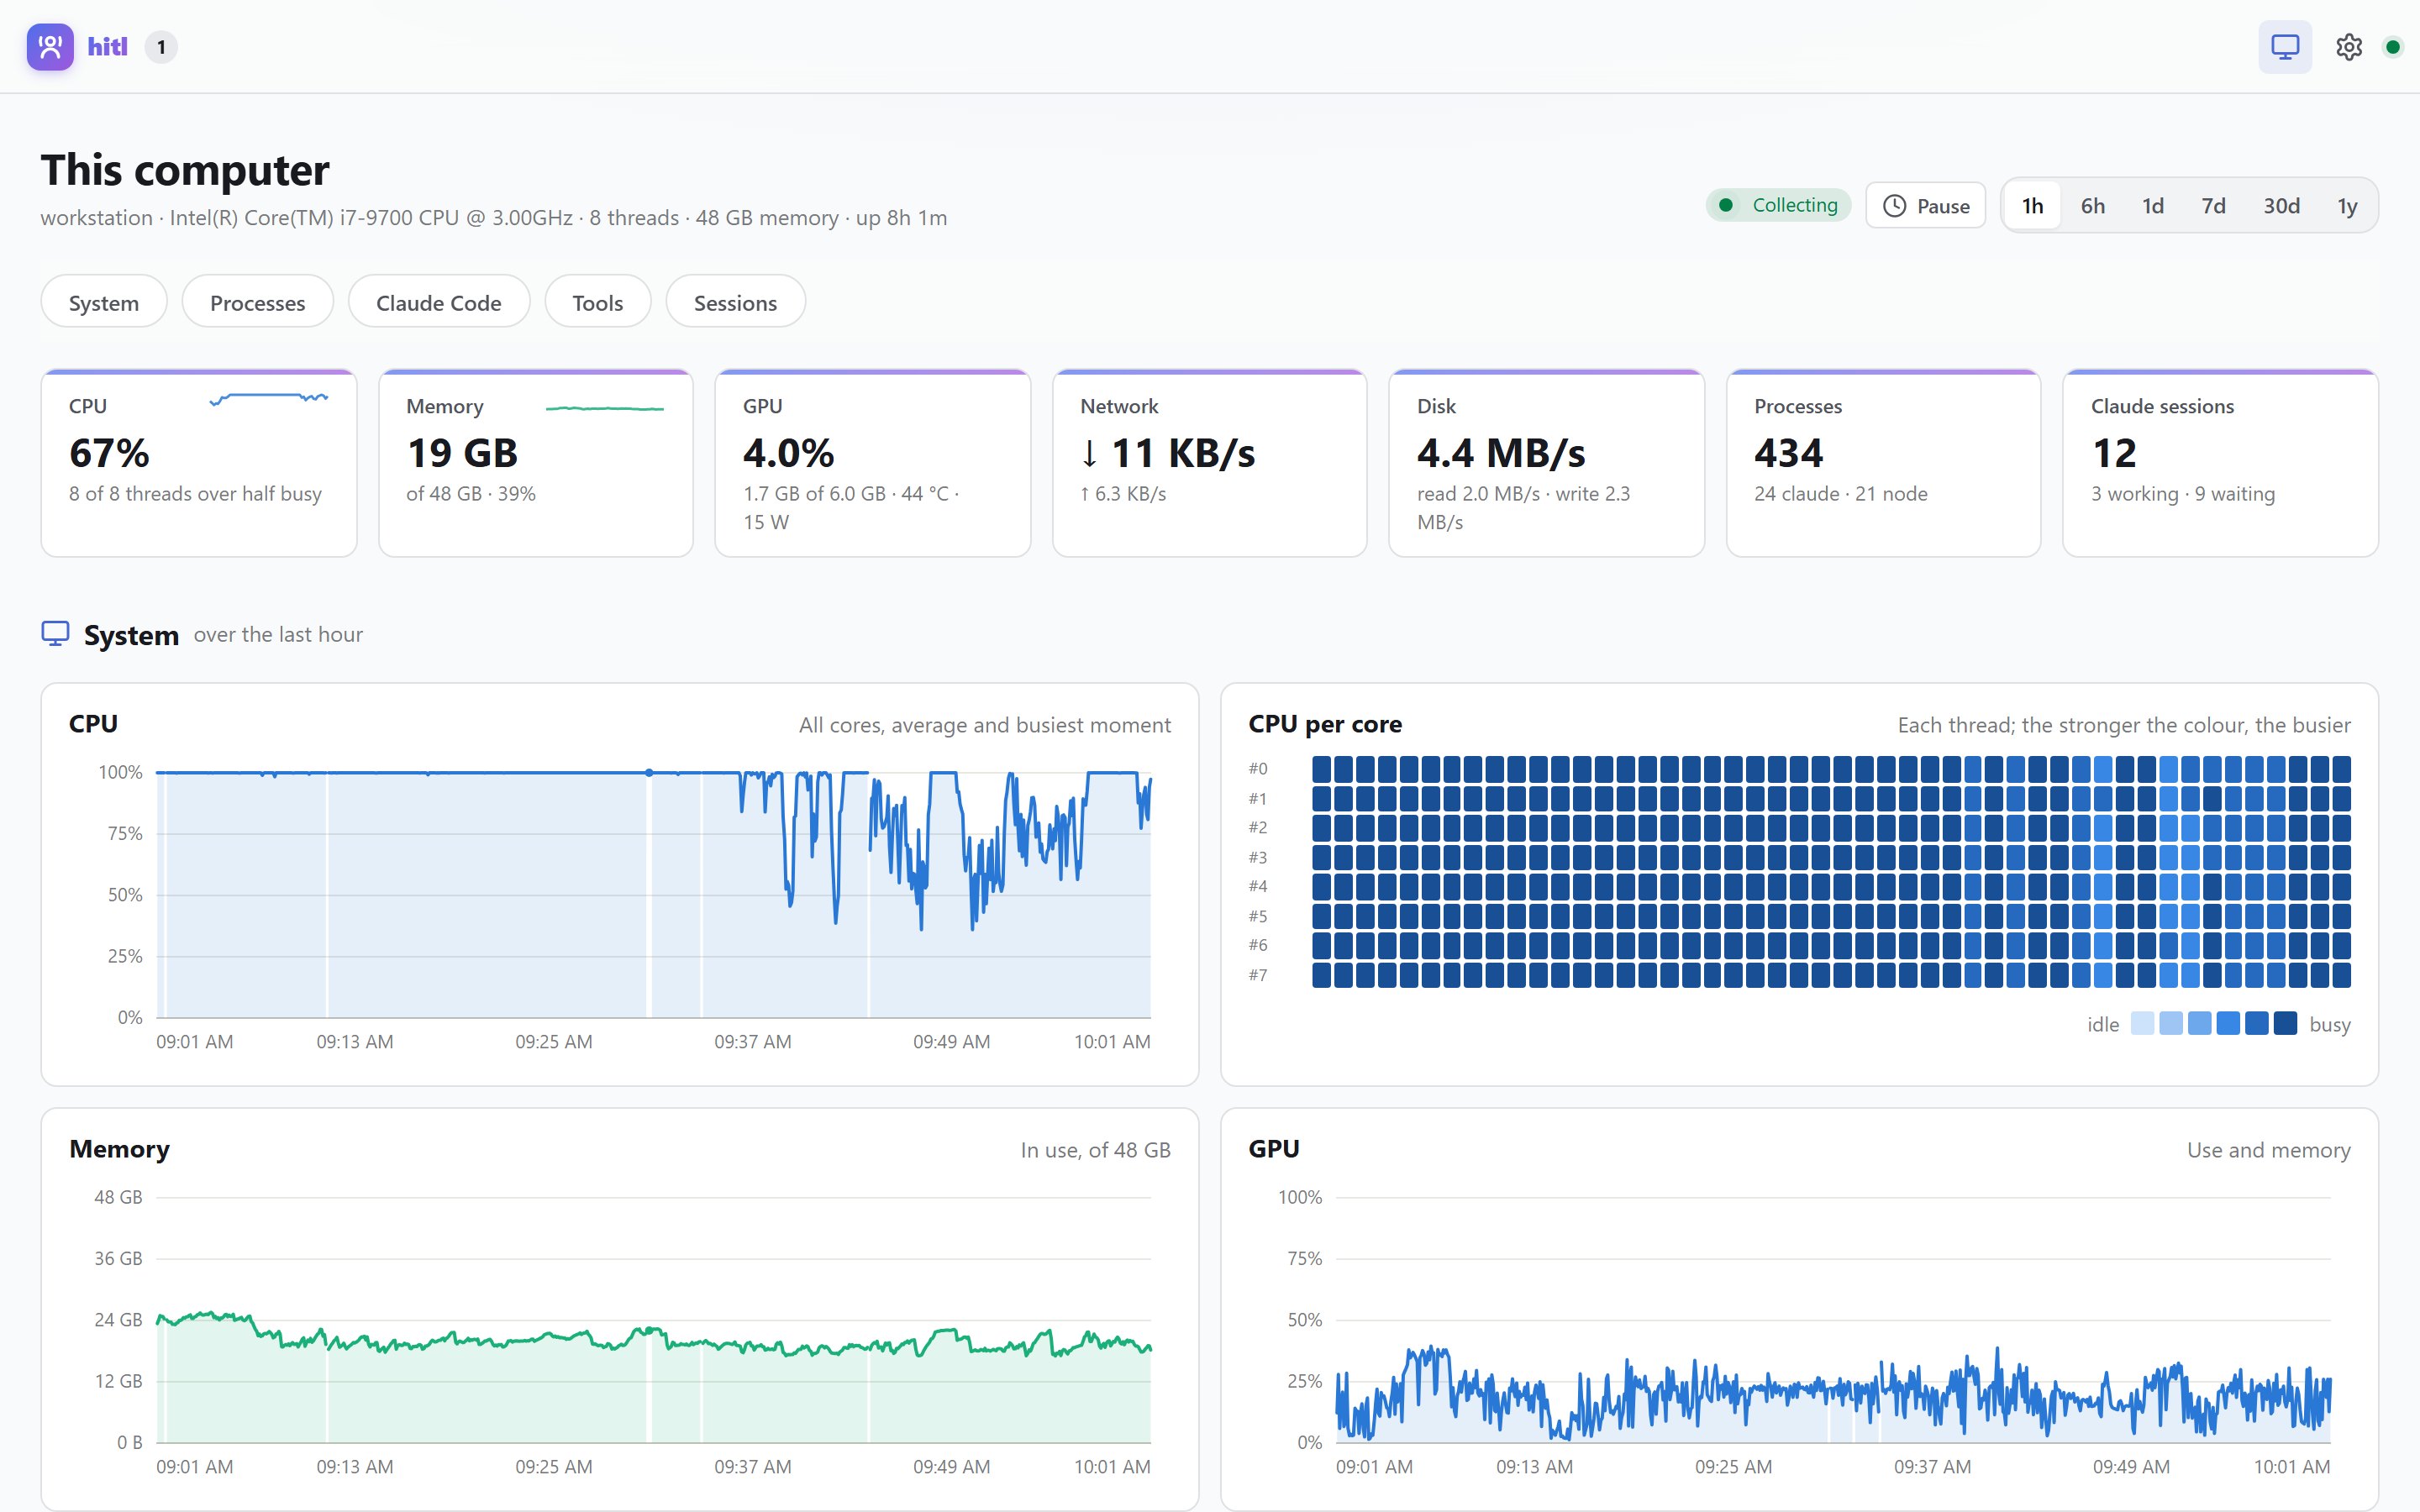 hitl 1
This computer
workstation · Intel(R) Core(TM) i7-9700 CPU @ 3.00GHz · 8 threads · 48 GB memory · up 8h 1m
Collecting Pause 1h 6h 1d 7d 30d 1y
System Processes Claude Code Tools Sessions
CPU
67%
8 of 8 threads over half busy
Memory
19 GB
of 48 GB · 39%
GPU
4.0%
1.7 GB of 6.0 GB · 44 °C ·
15 W
Network
↓ 11 KB/s
↑ 6.3 KB/s
Disk
4.4 MB/s
read 2.0 MB/s · write 2.3
MB/s
Processes
434
24 claude · 21 node
Claude sessions
12
3 working · 9 waiting
System over the last hour
CPU All cores, average and busiest moment
100%
75%
50%
25%
0%
09:01 AM 09:13 AM 09:25 AM 09:37 AM 09:49 AM 10:01 AM
CPU per core Each thread; the stronger the colour, the busier
#0
#1
#2
#3
#4
#5
#6
#7
idle busy
Memory In use, of 48 GB
48 GB
36 GB
24 GB
12 GB
0 B
09:01 AM 09:13 AM 09:25 AM 09:37 AM 09:49 AM 10:01 AM
GPU Use and memory
100%
75%
50%
25%
0%
09:01 AM 09:13 AM 09:25 AM 09:37 AM 09:49 AM 10:01 AM